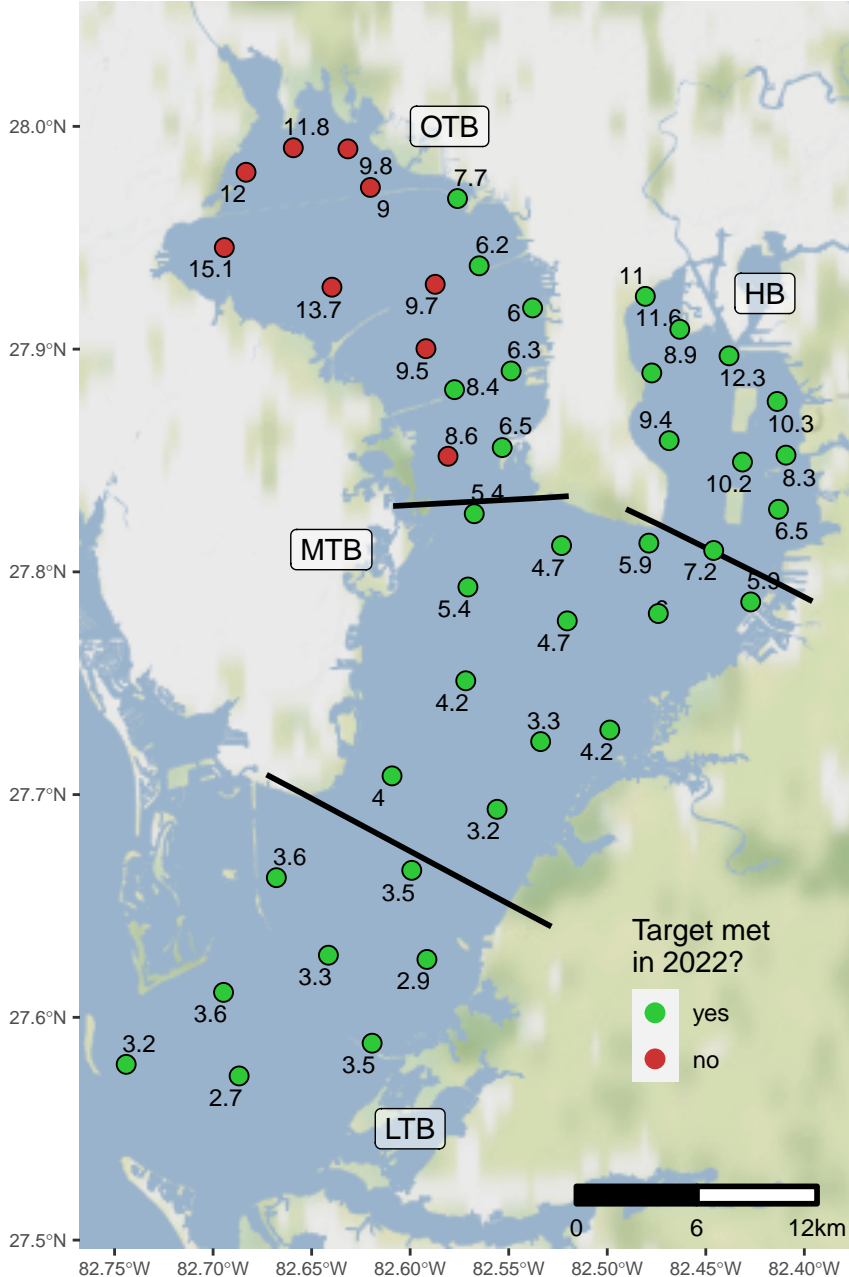 28.0°N
27.9°N
27.8°N
27.7°N
27.6°N
27.5°N
11.8
OTB
9.8
12
9
7.7
6.2
15.1
13.7
9.7
6
11
HB
11.6
9.5
6.3
8.9
12.3
8.4
10.3
8.6
6.5
9.4
10.2
8.3
5.4
6.5
MTB
4.7
5.9
7.2
5.9
5.4
4.7
6
4.2
3.3
4.2
4
3.2
3.6
3.5
3.3
2.9
3.6
3.2
3.5
2.7
LTB
Target met
in 2022?
yes
no
0 6 12km
82.75°W 82.70°W 82.65°W 82.60°W 82.55°W 82.50°W 82.45°W 82.40°W